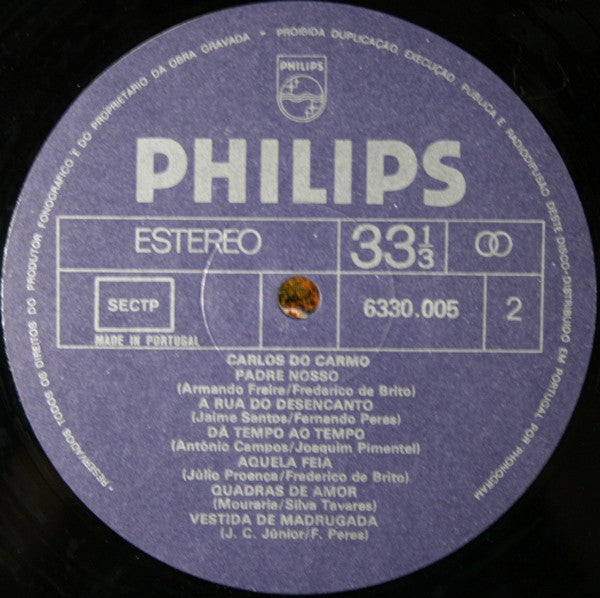 •RESERVADOS TODOS OS DIREITOS DO PRODUTOR FONOGRÁFICO E DO PROPRIETÁRIO DA OBRA GRAVADA • PROIBIDA DUPLICAÇÃO, EXECUÇÃO PÚBLICA E RADIODIFUSÃO DESTE DISCO-DISTRIBUIDO EM PORTUGAL POR PHONOGRAM
PHILIPS
PHILIPS
ESTEREO
33 1/3
SECTP
6330.005
2
MADE IN PORTUGAL
CARLOS DO CARMO
PADRE NOSSO
(Armando Freire/Frederico de Brito)
A RUA DO DESENCANTO
(Jaime Santos/Fernando Peres)
DÁ TEMPO AO TEMPO
(António Campos/Joaquim Pimentel)
AQUELA FEIA
(Júlio Proença/Frederico de Brito)
QUADRAS DE AMOR
(Mouraria/Silva Tavares)
VESTIDA DE MADRUGADA
(J. C. Júnior/F. Peres)